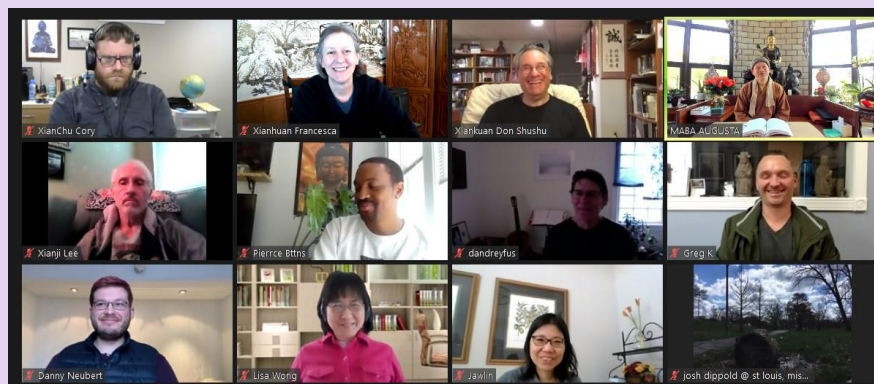 誠
XianChu Cory
Xianhuan Francesca
Xiankuan Don Shushu
MABA AUGUSTA
Xianji Lee
Pierrce Bttns
dandreyfus
Greg K
Danny Neubert
Lisa Wong
Jawlin
josh dippold @ st louis, mis...